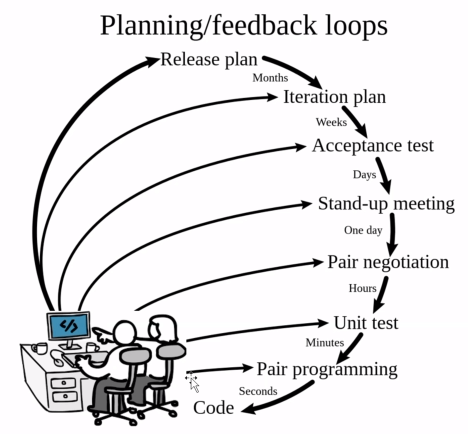 Planning/feedback loops
Release plan
Months
Iteration plan
Weeks
Acceptance test
Days
Stand-up meeting
One day
Pair negotiation
Hours
Unit test
Minutes
Pair programming
Seconds
Code
</>